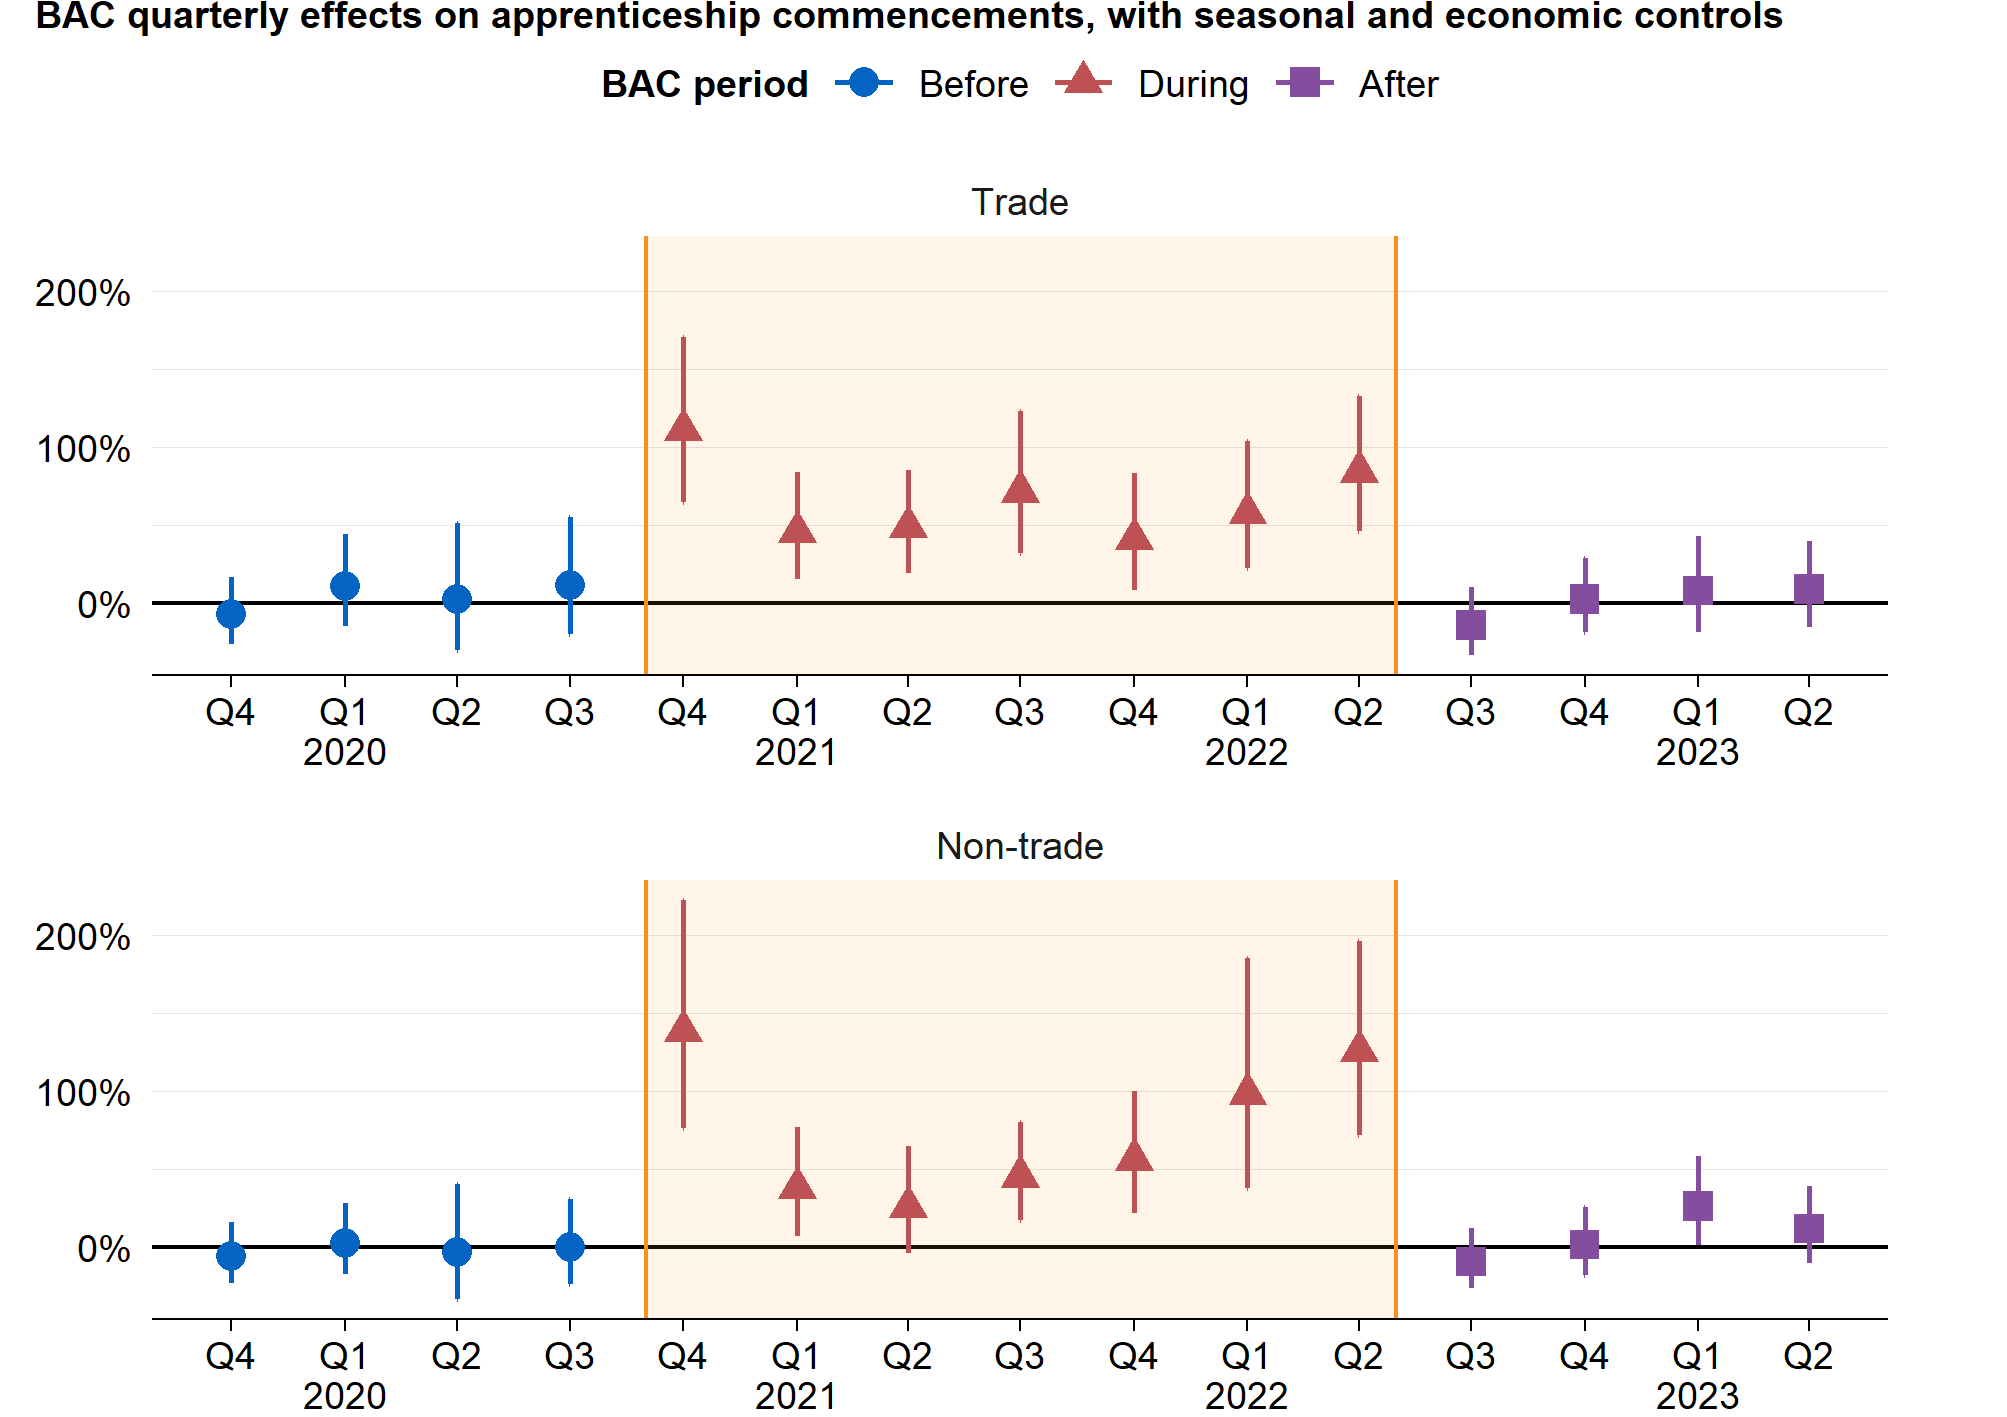 BAC quarterly effects on apprenticeship commencements, with seasonal and economic controls
BAC period Before During After
Trade
200%
100%
0%
Q4 Q1 Q2 Q3 Q4 Q1 Q2 Q3 Q4 Q1 Q2 Q3 Q4 Q1 Q2
2020 2021 2022 2023
Non-trade
200%
100%
0%
Q4 Q1 Q2 Q3 Q4 Q1 Q2 Q3 Q4 Q1 Q2 Q3 Q4 Q1 Q2
2020 2021 2022 2023